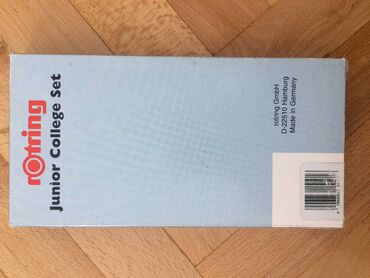 rotring
Junior College Set
rotring GmbH
D-22510 Hamburg
Made in Germany